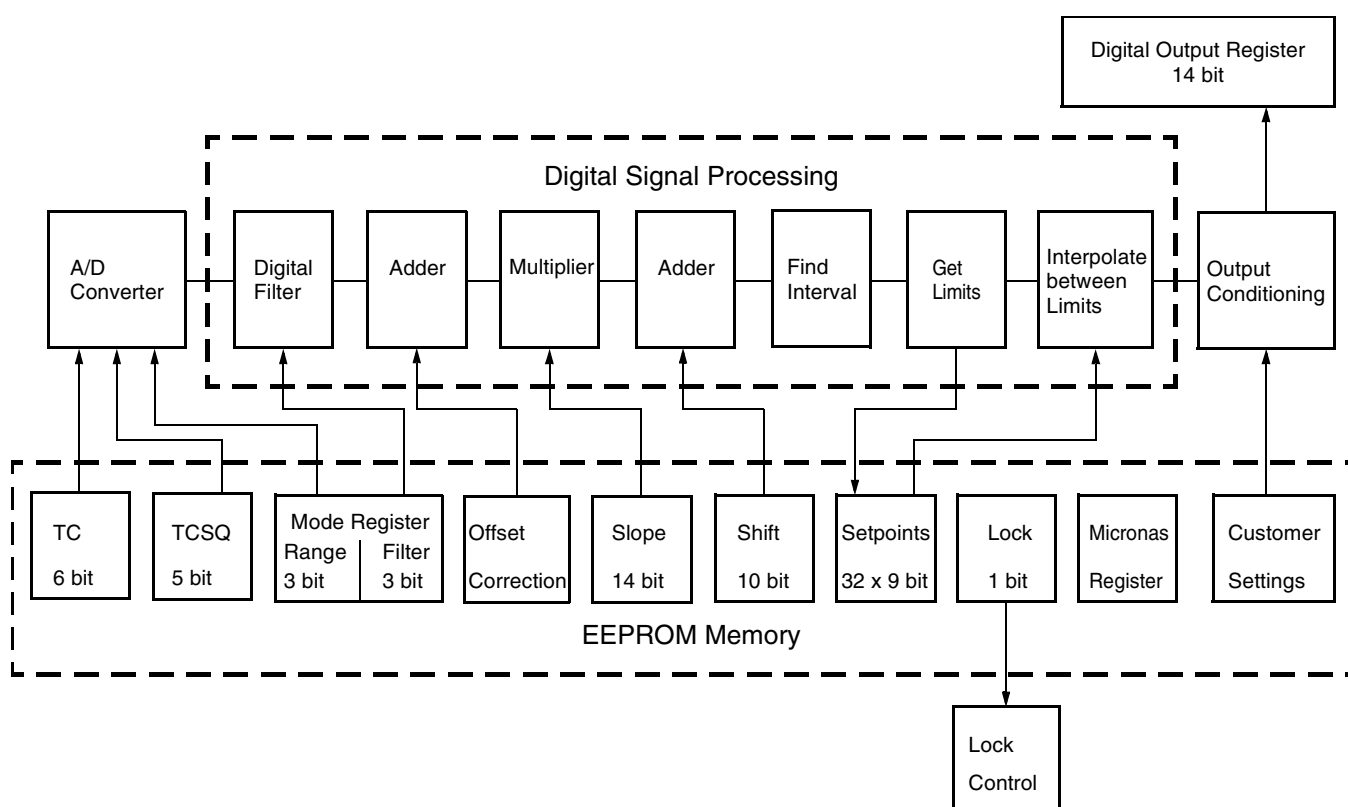 Digital Output Register
14 bit
Digital Signal Processing
A/D
Converter
Digital
Filter
Adder
Multiplier
Adder
Find
Interval
Get
Limits
Interpolate
between
Limits
Output
Conditioning
TC
6 bit
TCSQ
5 bit
Mode Register
Range
3 bit
Filter
3 bit
Offset
Correction
Slope
14 bit
Shift
10 bit
Setpoints
32 x 9 bit
Lock
1 bit
Micronas
Register
Customer
Settings
EEPROM Memory
Lock
Control